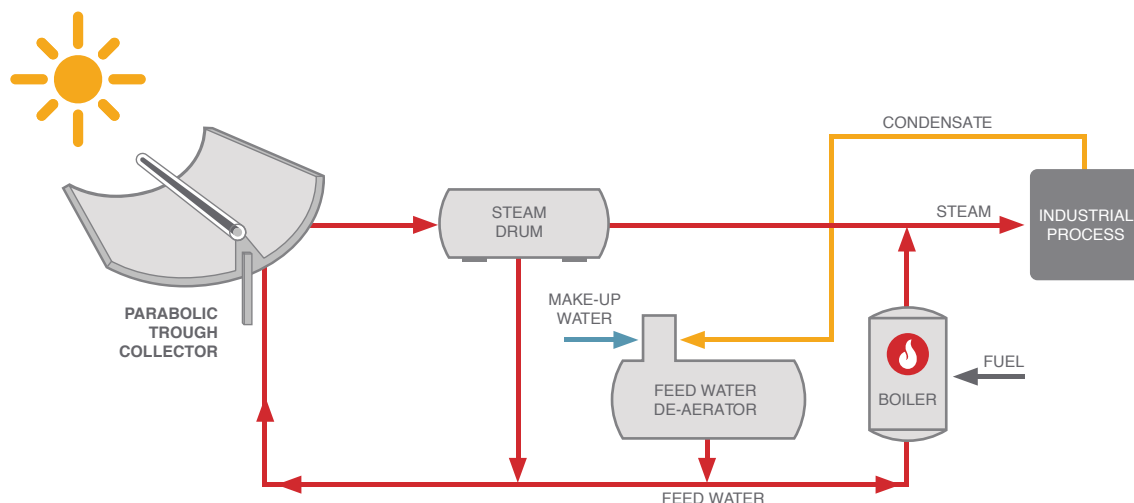 CONDENSATE
STEAM
DRUM
STEAM
INDUSTRIAL
PROCESS
MAKE-UP
WATER
PARABOLIC
TROUGH
COLLECTOR
FUEL
FEED WATER
DE-AERATOR
BOILER
FEED WATER